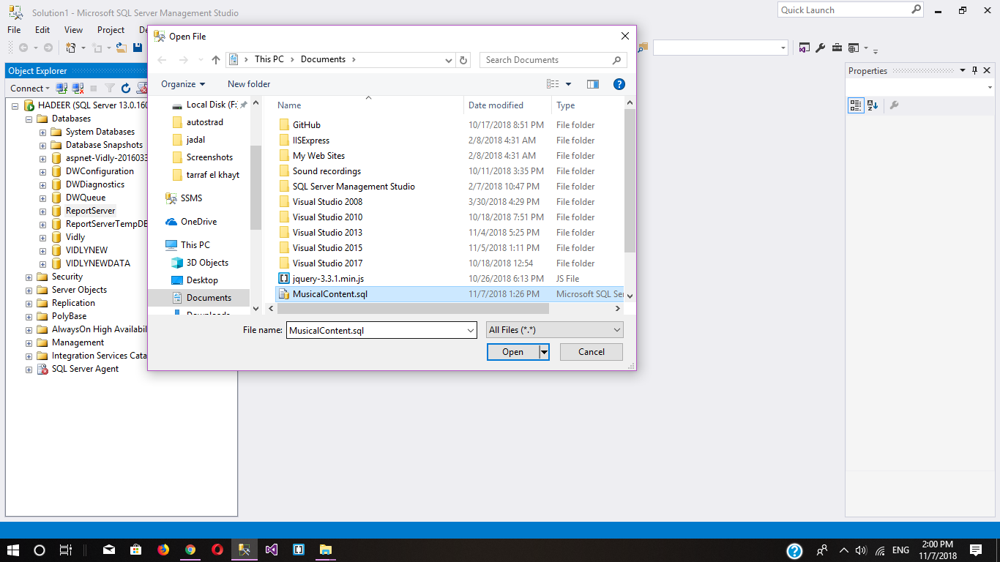 Solution1 - Microsoft SQL Server Management Studio
Quick Launch
File Edit View Project De
Open File
This PC Documents
Search Documents
Organize New folder
Object Explorer
Connect
HADEER (SQL Server 13.0.160
Databases
System Databases
Database Snapshots
aspnet-Vidly-2016033
DWConfiguration
DWDiagnostics
DWQueue
ReportServer
ReportServerTempDB
Vidly
VIDLYNEW
VIDLYNEWDATA
Security
Server Objects
Replication
PolyBase
AlwaysOn High Availabil
Management
Integration Services Cata
SQL Server Agent
Local Disk (F:
autostrad
jadal
Screenshots
tarraf el khayt
SSMS
OneDrive
This PC
3D Objects
Desktop
Documents
Downloads
Name Date modified Type
GitHub 10/17/2018 8:51 PM File folder
IISExpress 2/8/2018 4:31 AM File folder
My Web Sites 2/8/2018 4:31 AM File folder
Sound recordings 10/11/2018 3:35 PM File folder
SQL Server Management Studio 2/7/2018 10:47 PM File folder
Visual Studio 2008 3/30/2018 4:29 PM File folder
Visual Studio 2010 10/18/2018 7:51 PM File folder
Visual Studio 2013 11/4/2018 5:25 PM File folder
Visual Studio 2015 11/5/2018 1:11 PM File folder
Visual Studio 2017 10/18/2018 12:54 File folder
jquery-3.3.1.min.js 10/26/2018 6:13 PM JS File
MusicalContent.sql 11/7/2018 1:26 PM Microsoft SQL Ser
File name: MusicalContent.sql All Files (*.*)
Open Cancel
Properties
ENG
2:00 PM
11/7/2018